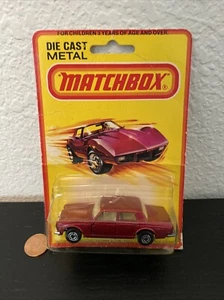 FOR CHILDREN 3 YEARS OF AGE AND OVER
DIE CAST
METAL
MATCHBOX®